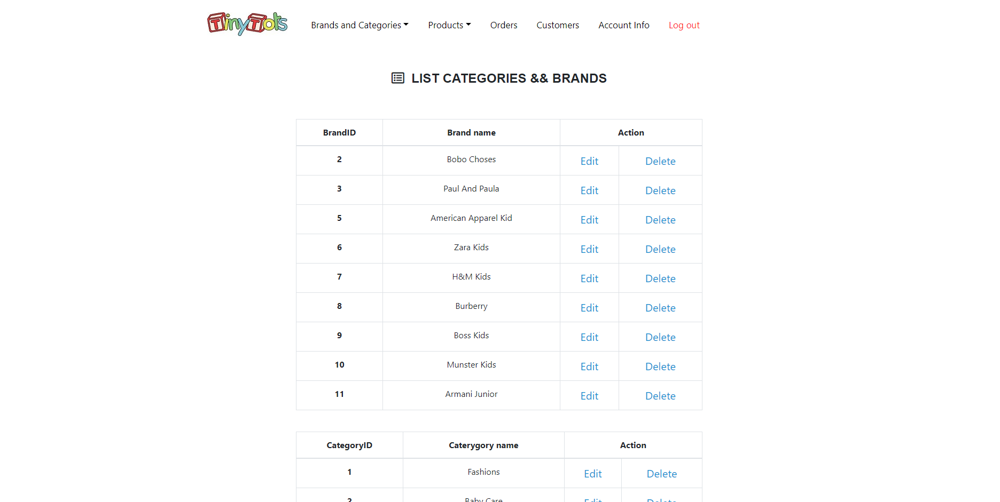 TinyTots Brands and Categories Products Orders Customers Account Info Log out
LIST CATEGORIES && BRANDS
BrandID Brand name Action
2 Bobo Choses Edit Delete
3 Paul And Paula Edit Delete
5 American Apparel Kid Edit Delete
6 Zara Kids Edit Delete
7 H&M Kids Edit Delete
8 Burberry Edit Delete
9 Boss Kids Edit Delete
10 Munster Kids Edit Delete
11 Armani Junior Edit Delete
CategoryID Caterygory name Action
1 Fashions Edit Delete
2 Baby Care Edit Delete